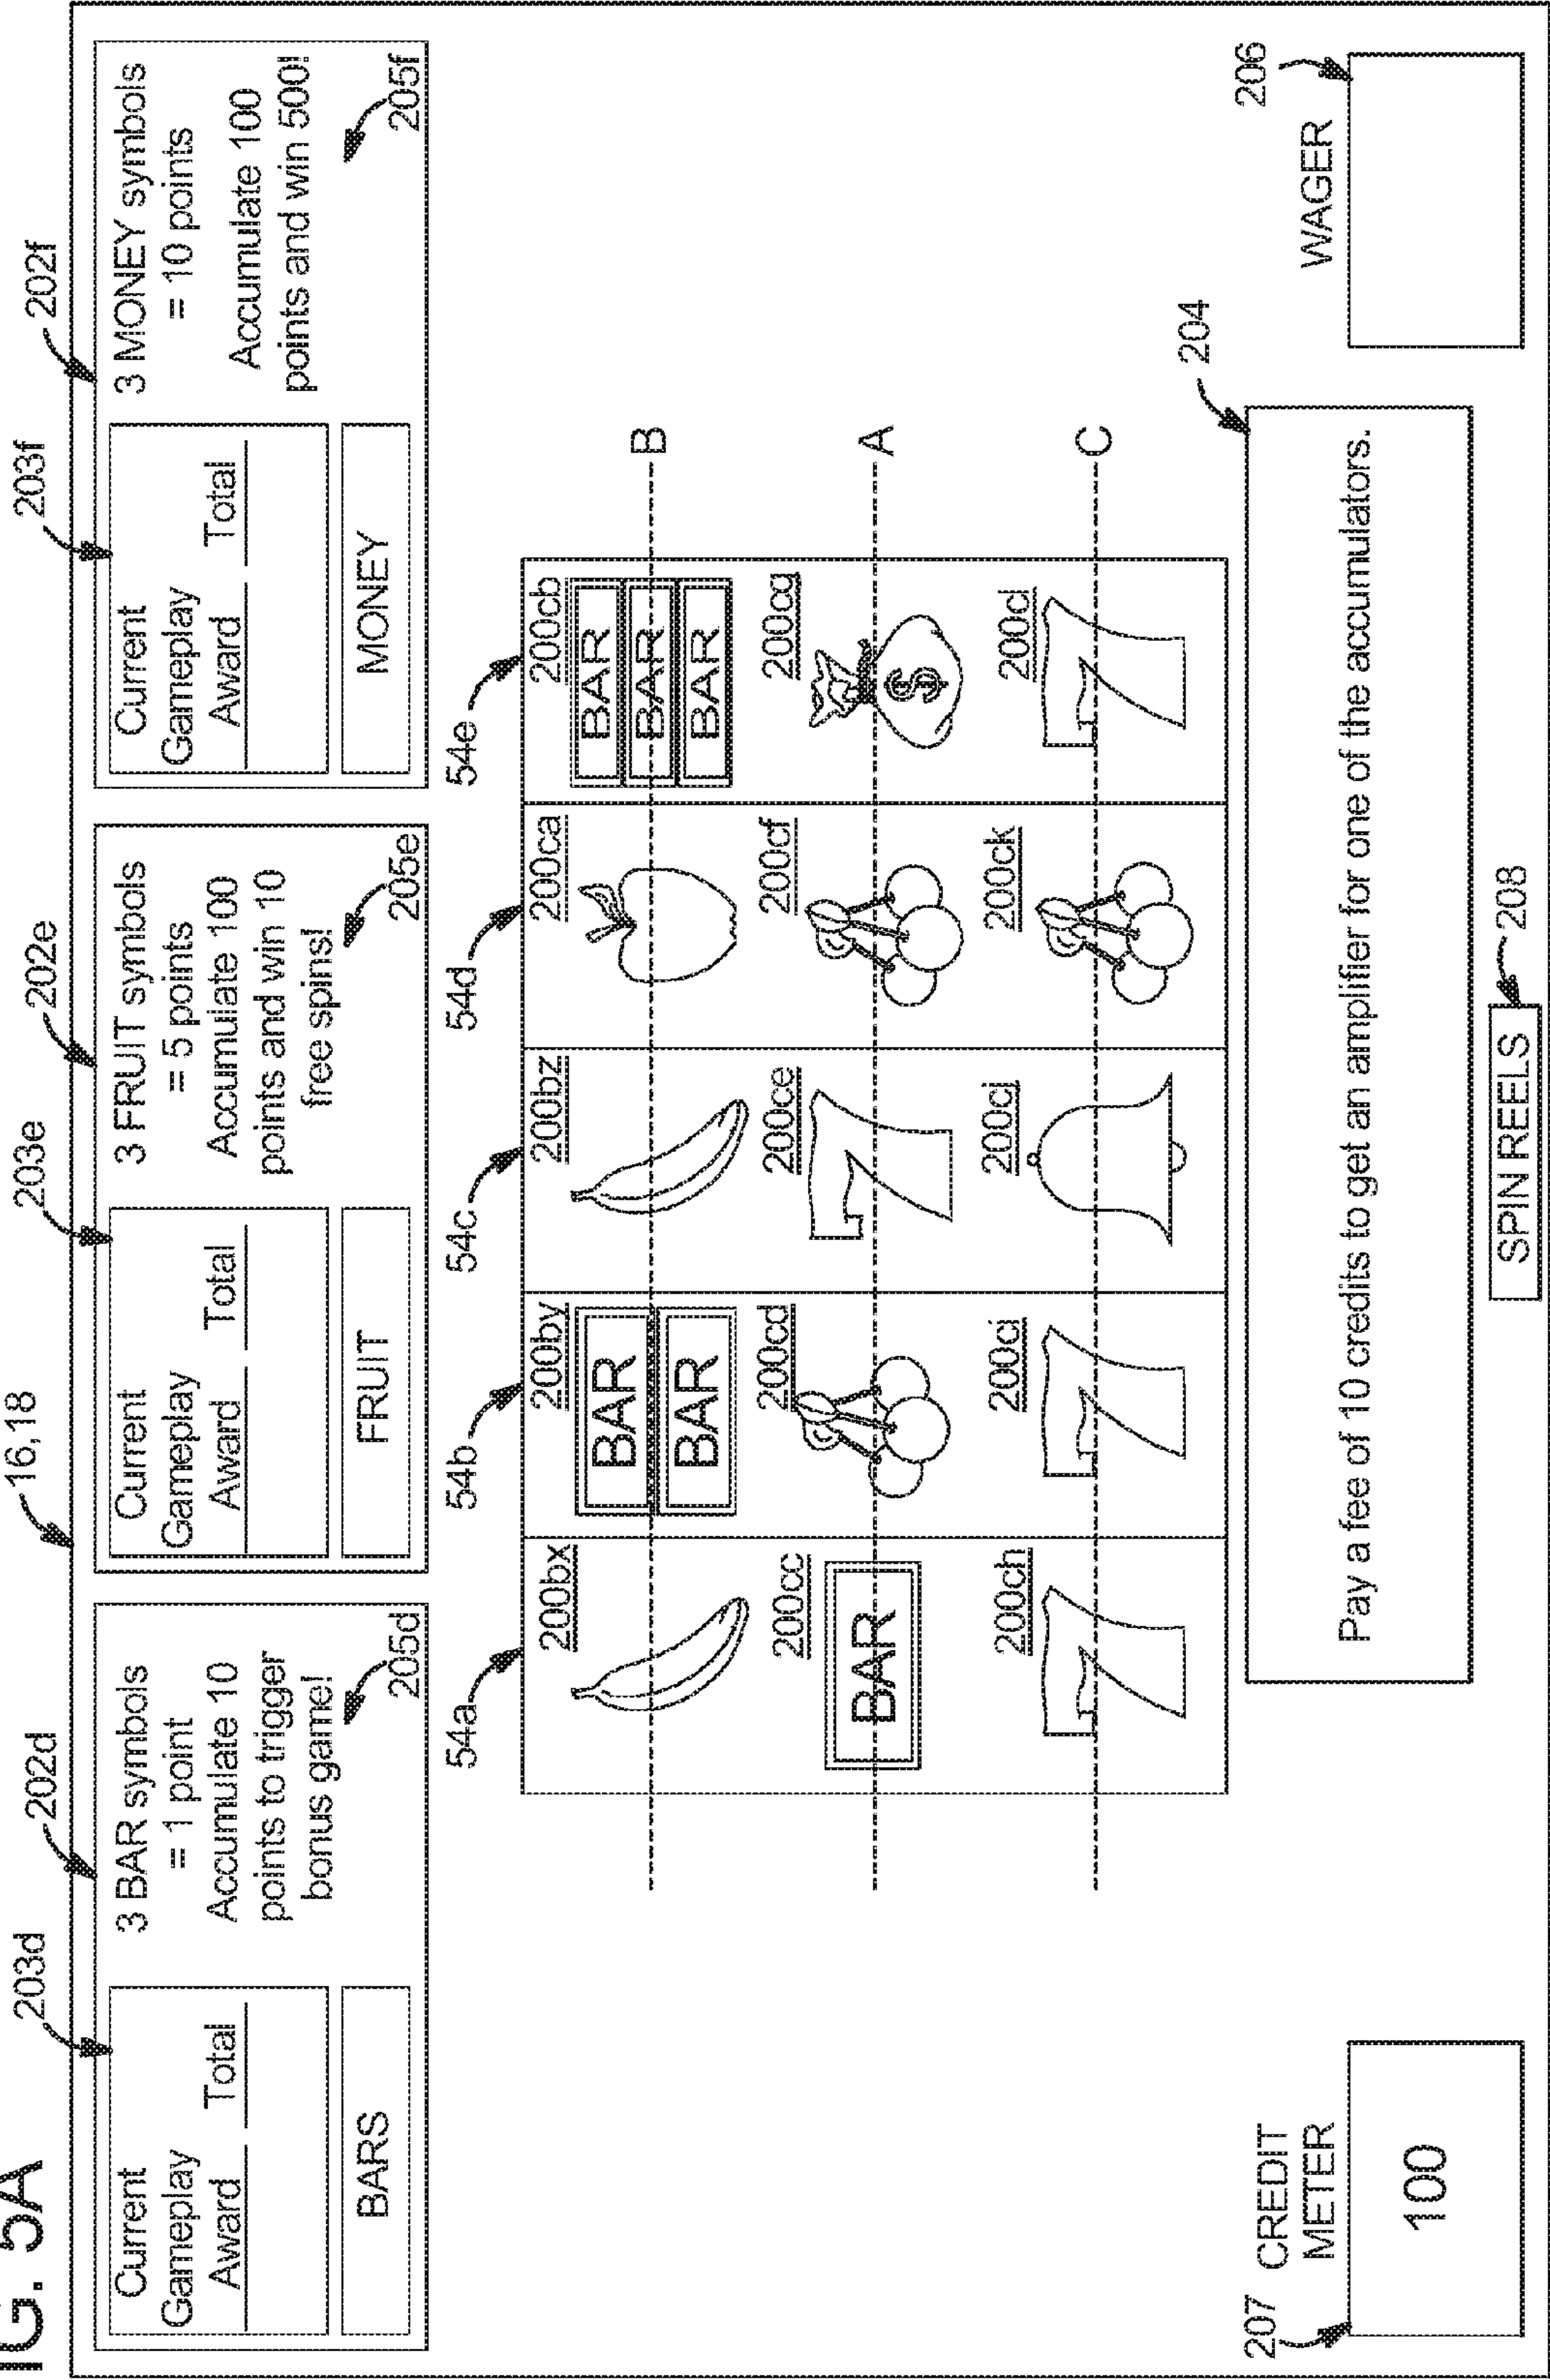 IG. 5A
16,18
203d
202d
203e
202e
203f
202f
Current
Gameplay
Award Total
BARS
3 BAR symbols
= 1 point
Accumulate 10
points to trigger
bonus game!
205d
Current
Gameplay
Award Total
FRUIT
3 FRUIT symbols
= 5 points
Accumulate 100
points and win 10
free spins!
205e
Current
Gameplay
Award Total
MONEY
3 MONEY symbols
= 10 points
Accumulate 100
points and win 500!
205f
54a
54b
54c
54d
54e
200bx
200by
200bz
200ca
200cb
BAR
BAR
BAR
BAR
BAR
B
200cc
200cd
200ce
200cf
200cg
BAR
$
A
200ch
200ci
200cj
200ck
200cl
C
207
CREDIT
METER
100
204
Pay a fee of 10 credits to get an amplifier for one of the accumulators.
SPIN REELS
208
WAGER
206